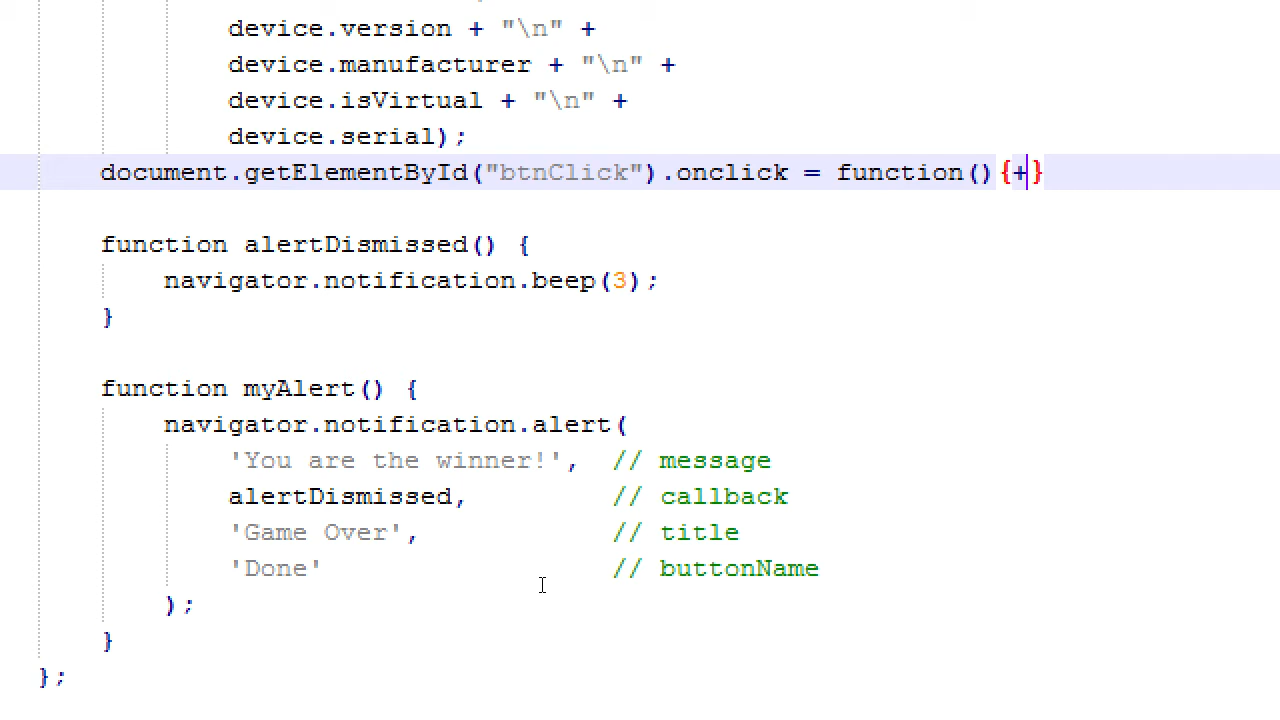 device.version + "\n" +
device.manufacturer + "\n" +
device.isVirtual + "\n" +
device.serial);
document.getElementById("btnClick").onclick = function(){+}
function alertDismissed() {
navigator.notification.beep(3);
}
function myAlert() {
navigator.notification.alert(
'You are the winner!', // message
alertDismissed, // callback
'Game Over', // title
'Done' // buttonName
);
}
};